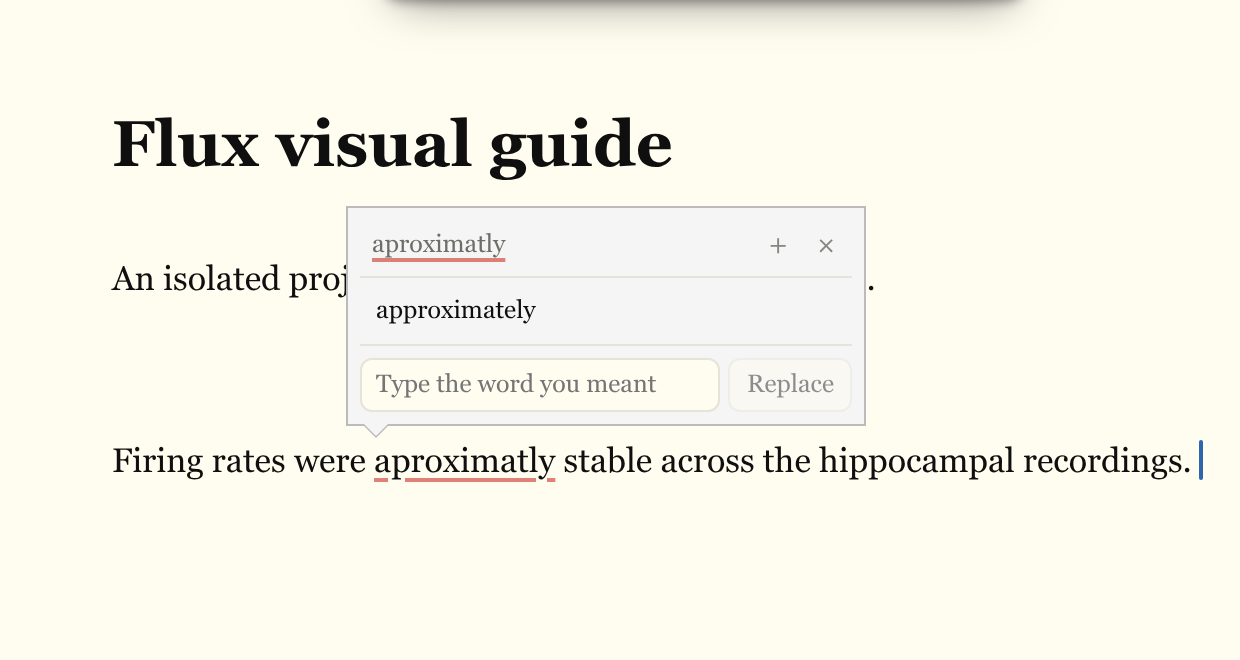 Flux visual guide
aproximatly + ×
An isolated proj .
approximately
Type the word you meant Replace
Firing rates were aproximatly stable across the hippocampal recordings.